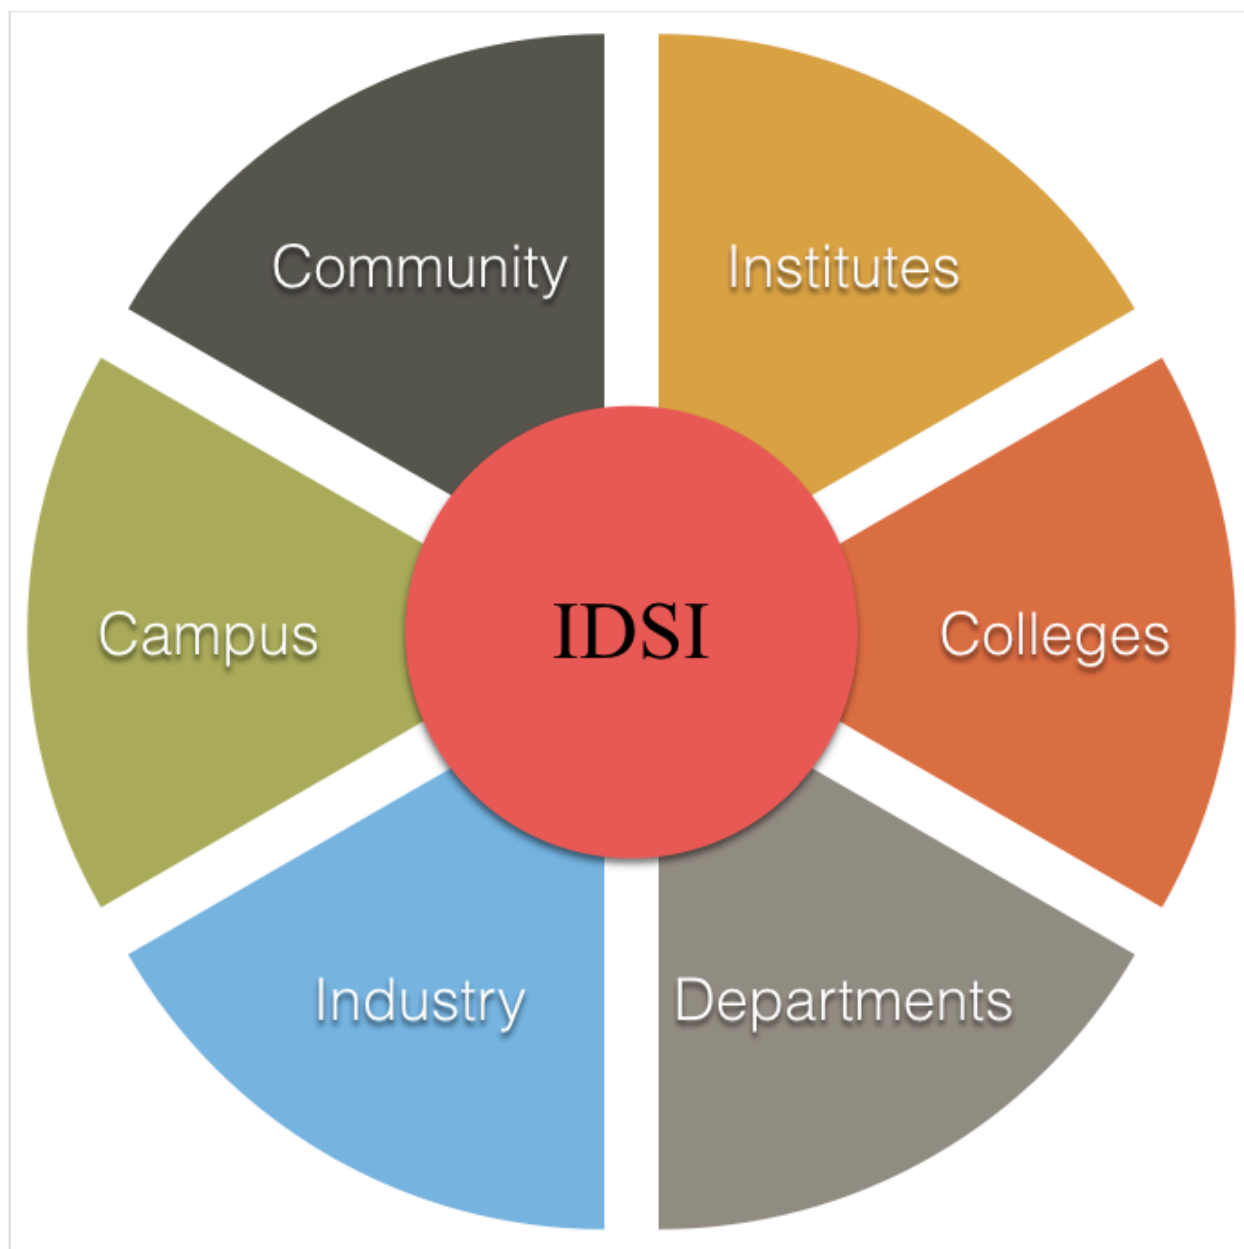 Community
Institutes
Campus
IDSI
Colleges
Industry
Departments